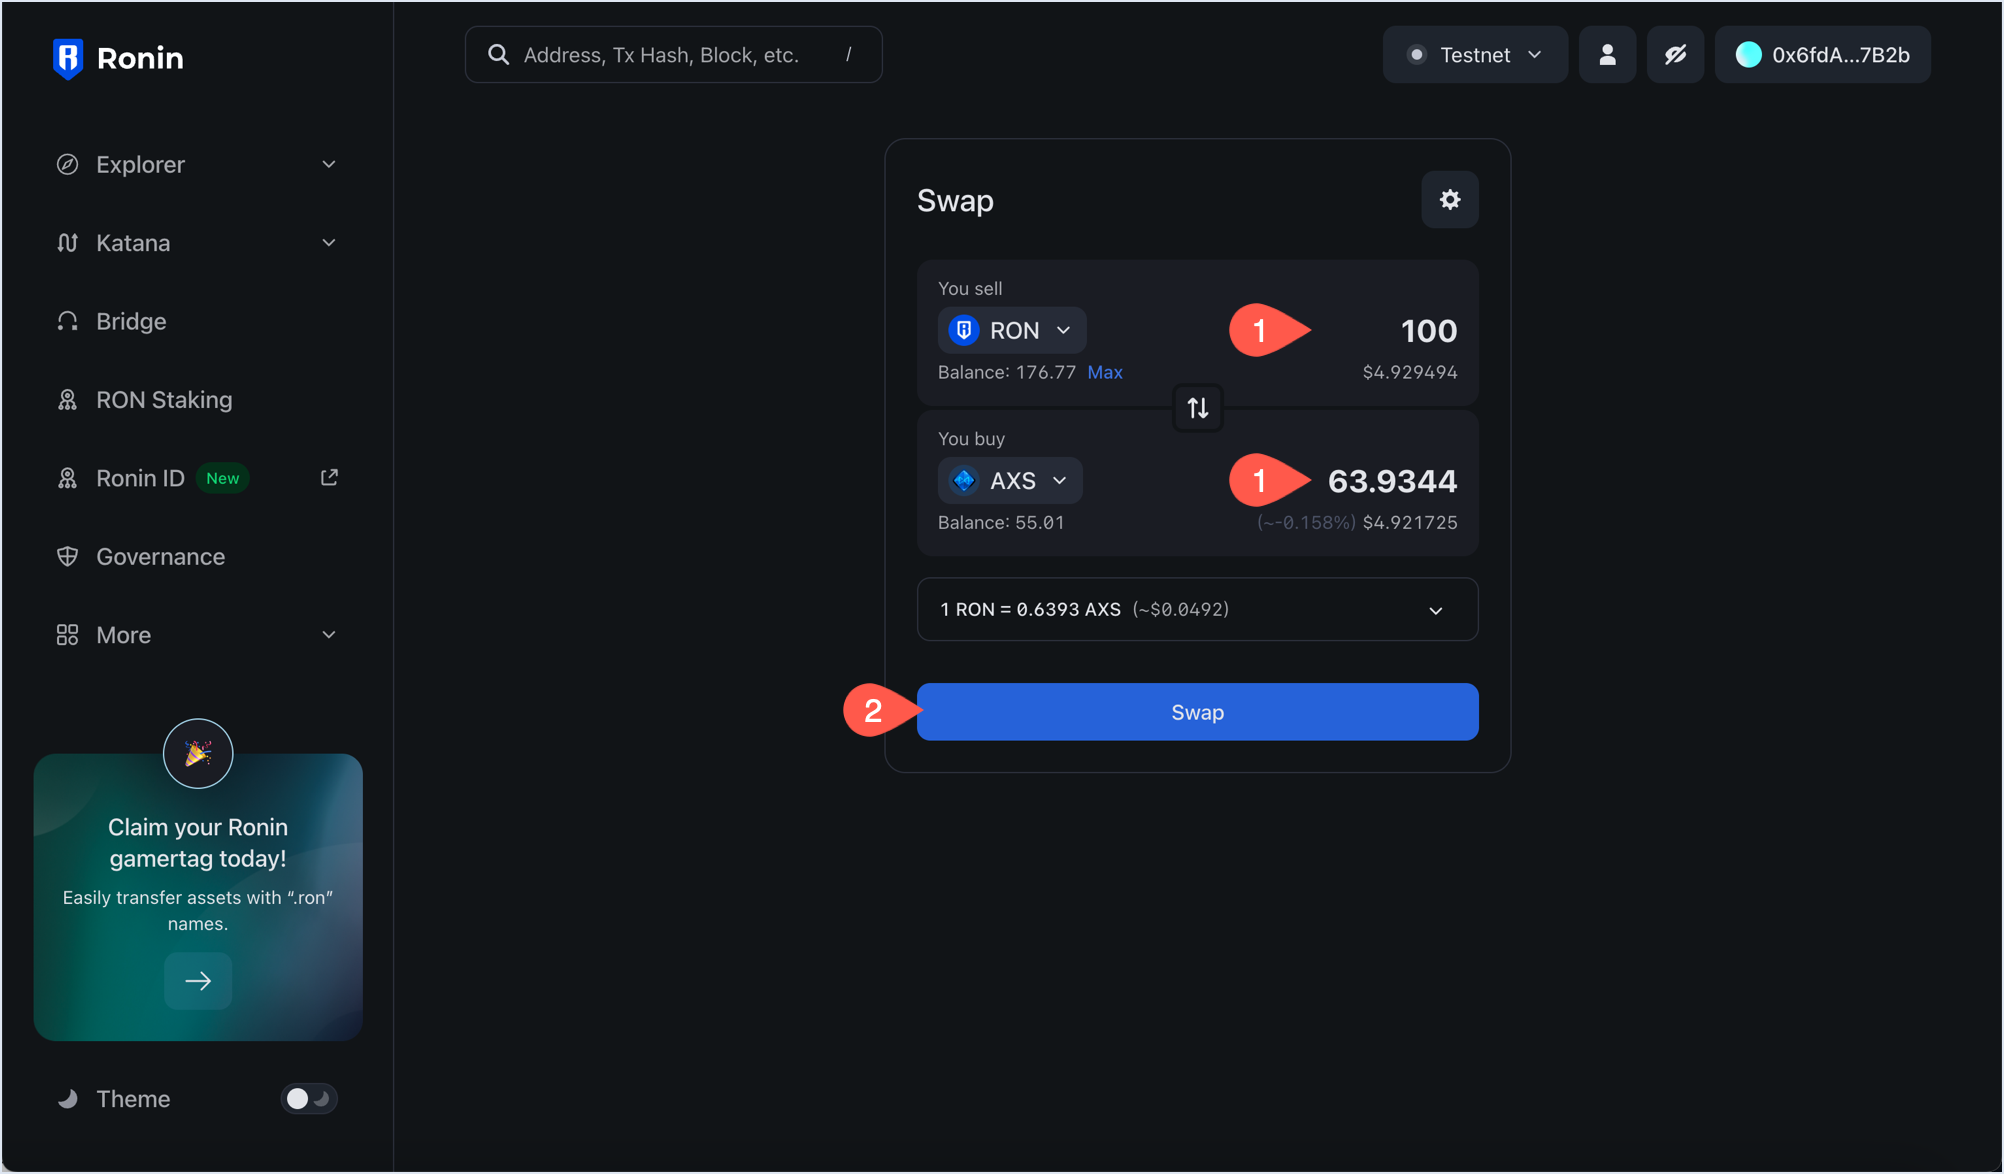 Ronin
Address, Tx Hash, Block, etc. /
Testnet
0x6fdA...7B2b
Explorer
Katana
Bridge
RON Staking
Ronin ID New
Governance
More
Claim your Ronin
gamertag today!
Easily transfer assets with “.ron”
names.
Theme
Swap
You sell
RON
1
100
Balance: 176.77 Max
$4.929494
You buy
AXS
1
63.9344
Balance: 55.01
(~-0.158%) $4.921725
1 RON = 0.6393 AXS (~$0.0492)
2
Swap